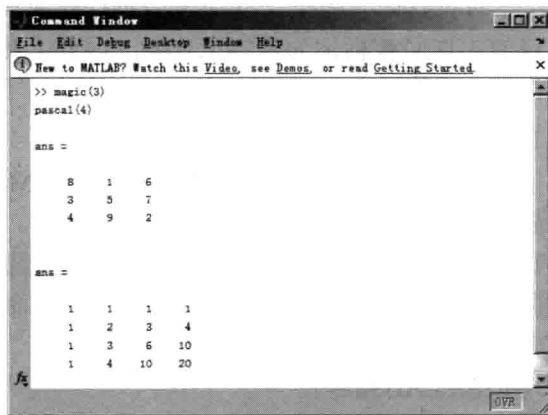 Command Window
File Edit Debug Desktop Window Help
New to MATLAB? Watch this Video, see Demos, or read Getting Started.
>> magic(3)
pascal(4)
ans =
8 1 6
3 5 7
4 9 2
ans =
1 1 1 1
1 2 3 4
1 3 6 10
1 4 10 20
fx
OVR